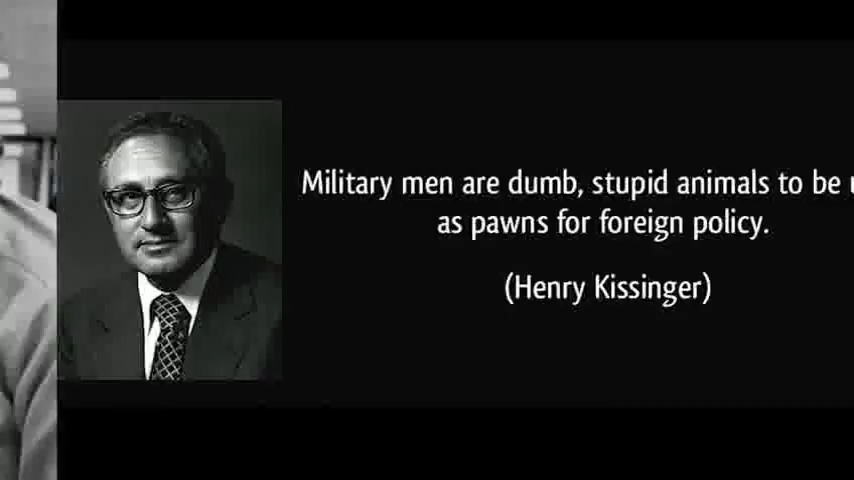 Military men are dumb, stupid animals to be
as pawns for foreign policy.
(Henry Kissinger)